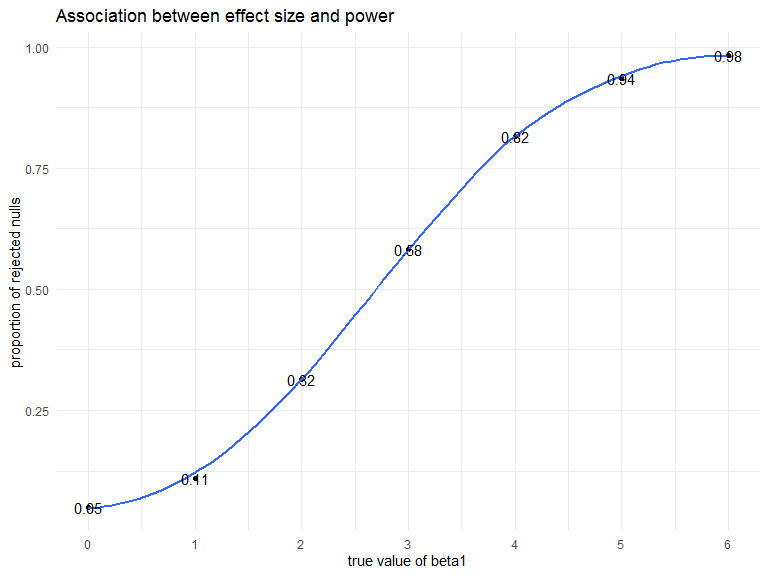 Association between effect size and power
1.00
0.75
0.50
0.25
proportion of rejected nulls
0.05
0.11
0.32
0.58
0.82
0.94
0.98
0 1 2 3 4 5 6
true value of beta1